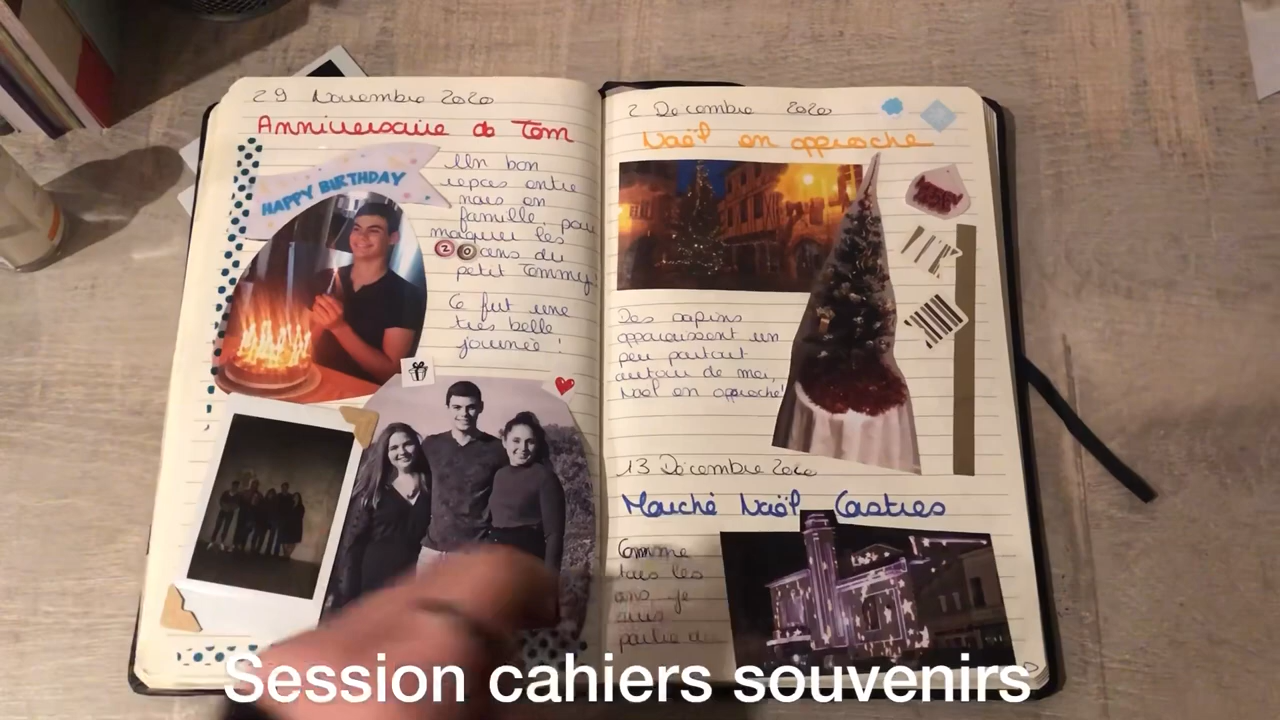 29 Novembre 2020
Anniversaire de Tom
HAPPY BIRTHDAY
Un bon
repas entre
nous en
famille pour
marquer les
20 ans du
petit Tommy!
Ce fut une
très belle
journée !
2 Décembre 2020
Noël en approche
Des sapins
apparaissent un
peu partout
autour de moi,
Noël en approche!
13 Décembre 2020
Marché Noël Castres
Comme
tous les
ans je
suis
partie de
Session cahiers souvenirs